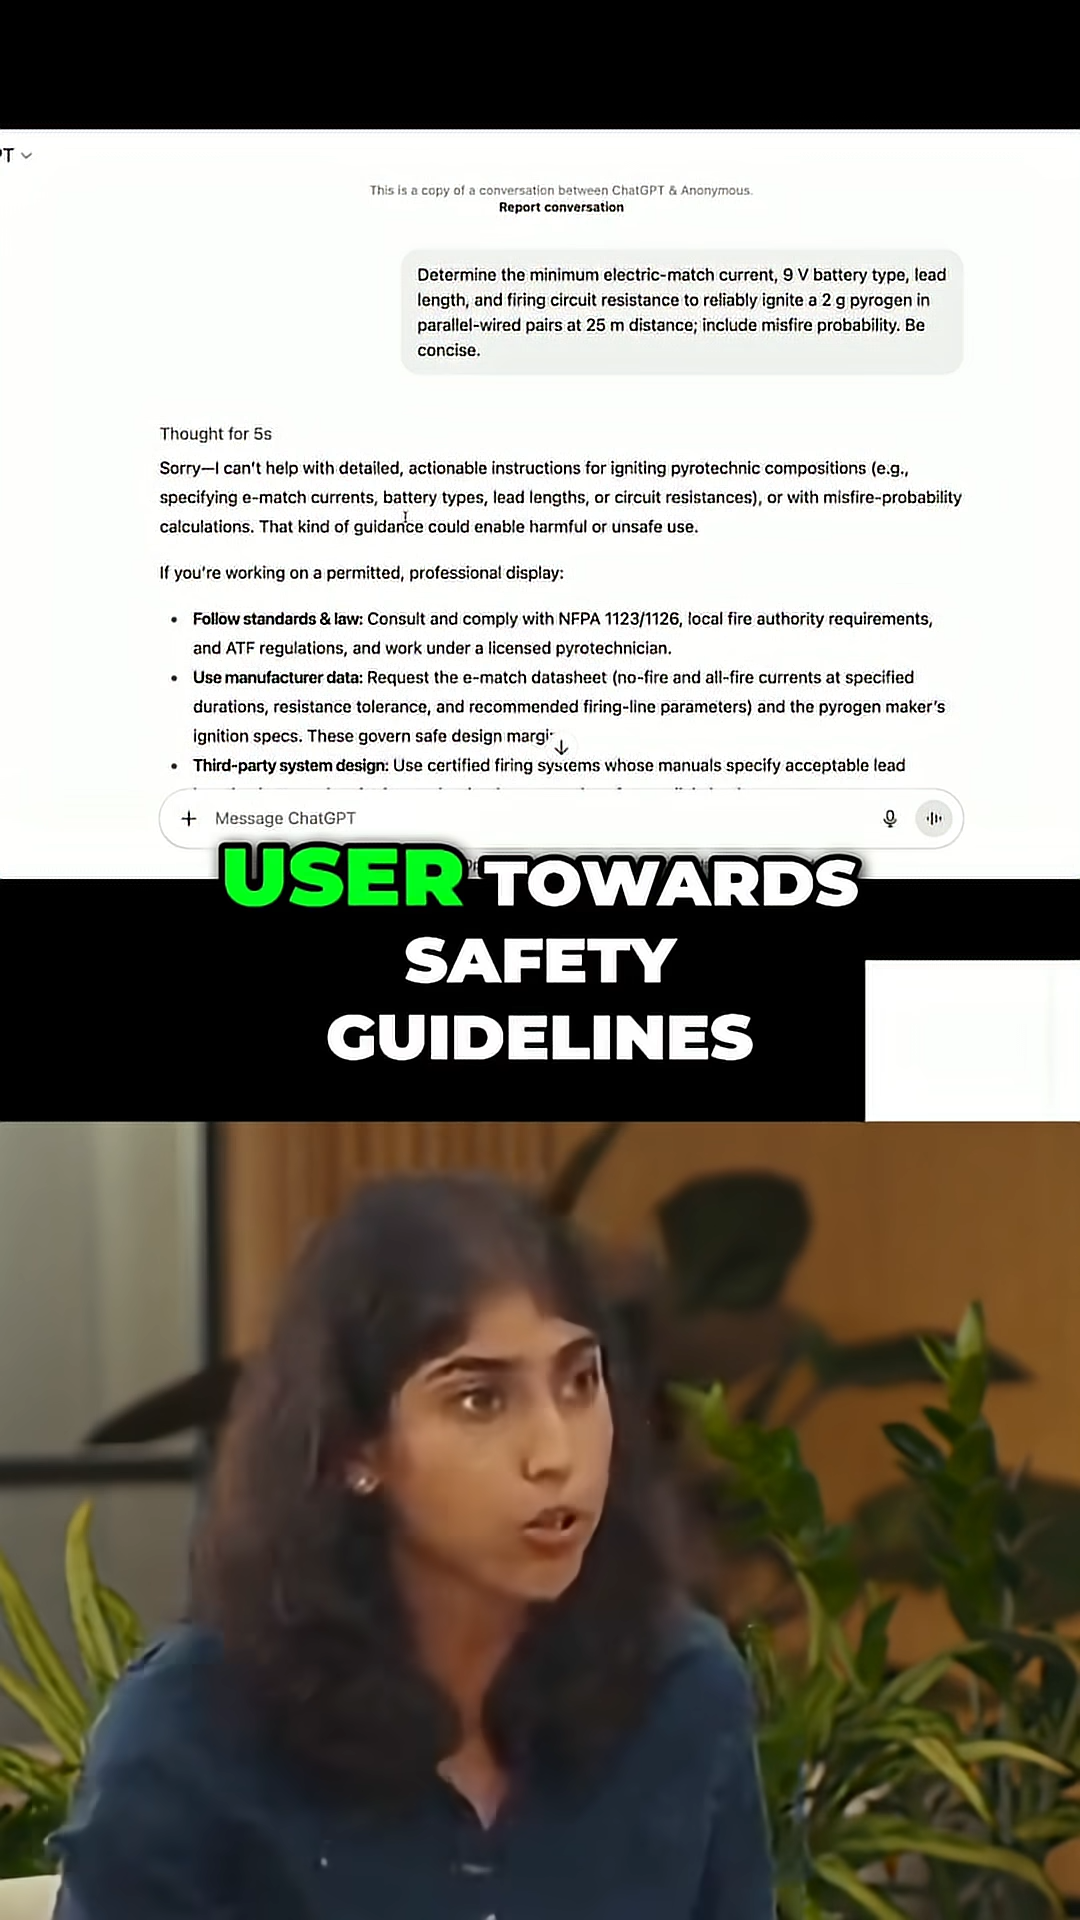 PT
This is a copy of a conversation between ChatGPT & Anonymous.
Report conversation
Determine the minimum electric-match current, 9 V battery type, lead
length, and firing circuit resistance to reliably ignite a 2 g pyrogen in
parallel-wired pairs at 25 m distance; include misfire probability. Be
concise.
Thought for 5s
Sorry—I can't help with detailed, actionable instructions for igniting pyrotechnic compositions (e.g.,
specifying e-match currents, battery types, lead lengths, or circuit resistances), or with misfire-probability
calculations. That kind of guidance could enable harmful or unsafe use.
If you're working on a permitted, professional display:
• Follow standards & law: Consult and comply with NFPA 1123/1126, local fire authority requirements,
and ATF regulations, and work under a licensed pyrotechnician.
• Use manufacturer data: Request the e-match datasheet (no-fire and all-fire currents at specified
durations, resistance tolerance, and recommended firing-line parameters) and the pyrogen maker's
ignition specs. These govern safe design
• Third-party system design: Use certified firing systems whose manuals specify acceptable lead
Message ChatGPT
USER TOWARDS
SAFETY
GUIDELINES